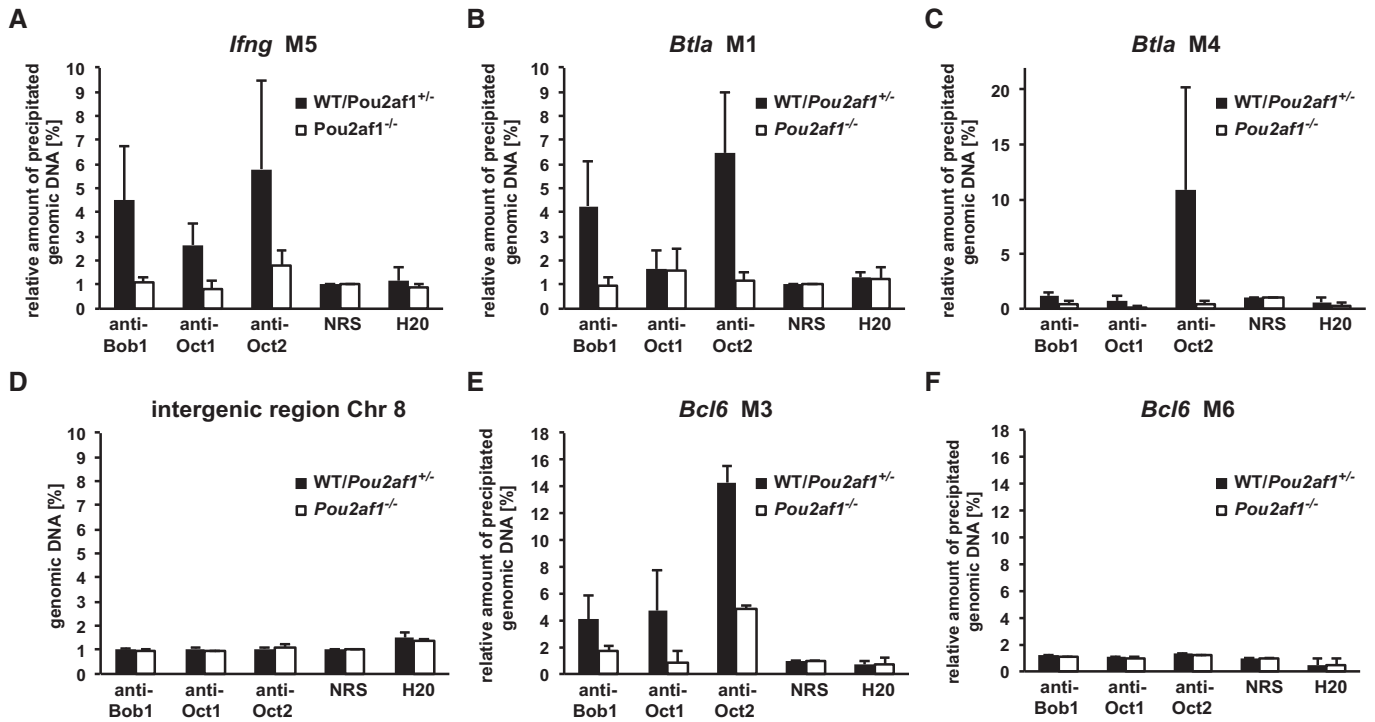 A
Ifng M5
relative amount of precipitated
genomic DNA [%]
10
9
8
7
6
5
4
3
2
1
0
WT/Pou2af1+/-
Pou2af1-/-
anti-
Bob1
anti-
Oct1
anti-
Oct2
NRS
H20
B
Btla M1
relative amount of precipitated
genomic DNA [%]
10
9
8
7
6
5
4
3
2
1
0
WT/Pou2af1+/-
Pou2af1-/-
anti-
Bob1
anti-
Oct1
anti-
Oct2
NRS
H20
C
Btla M4
relative amount of precipitated
genomic DNA [%]
20
15
10
5
0
WT/Pou2af1+/-
Pou2af1-/-
anti-
Bob1
anti-
Oct1
anti-
Oct2
NRS
H20
D
intergenic region Chr 8
genomic DNA [%]
10
9
8
7
6
5
4
3
2
1
0
WT/Pou2af1+/-
Pou2af1-/-
anti-
Bob1
anti-
Oct1
anti-
Oct2
NRS
H20
E
Bcl6 M3
relative amount of precipitated
genomic DNA [%]
18
16
14
12
10
8
6
4
2
0
WT/Pou2af1+/-
Pou2af1-/-
anti-
Bob1
anti-
Oct1
anti-
Oct2
NRS
H20
F
Bcl6 M6
relative amount of precipitated
genomic DNA [%]
18
16
14
12
10
8
6
4
2
0
WT/Pou2af1+/-
Pou2af1-/-
anti-
Bob1
anti-
Oct1
anti-
Oct2
NRS
H20